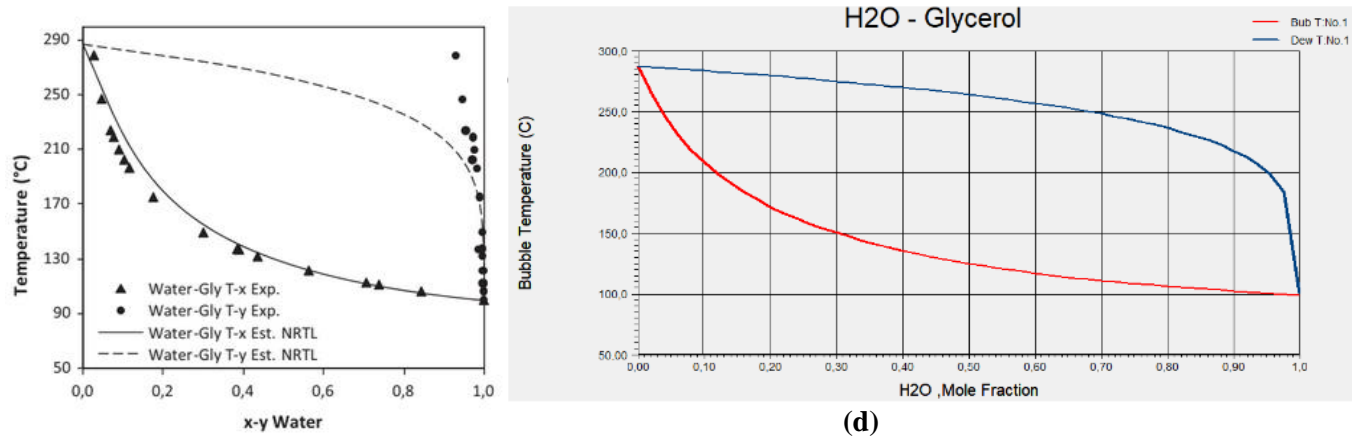 290
250
210
170
130
90
50
Temperature (°C)
Water-Gly T-x Exp.
Water-Gly T-y Exp.
Water-Gly T-x Est. NRTL
Water-Gly T-y Est. NRTL
0,0 0,2 0,4 0,6 0,8 1,0
x-y Water
H2O - Glycerol
Bub T:No.1
Dew T:No.1
300,0
250,0
200,0
150,0
100,0
50.00
Bubble Temperature (C)
0,00 0,10 0,20 0,30 0,40 0,50 0,60 0,70 0,80 0,90 1,0
H2O ,Mole Fraction
(d)